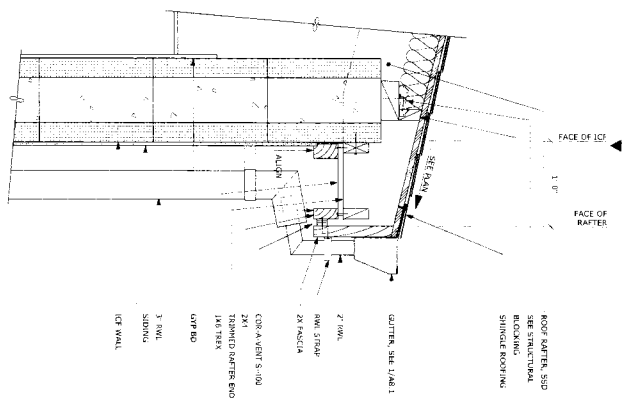 ROOF RAFTER, SSD
SEE STRUCTURAL
BLOCKING
SHINGLE ROOFING
GUTTER, SEE 1/A8.1
2" RWL
RWL STRAP
2X FASCIA
COR-A-VENT S-400
2X4
TRIMMED RAFTER END
1X6 TREX
GYP BD
3" RWL
SIDING
ICF WALL
FACE OF ICF
1'-0"
FACE OF
RAFTER
SEE PLAN
ALIGN